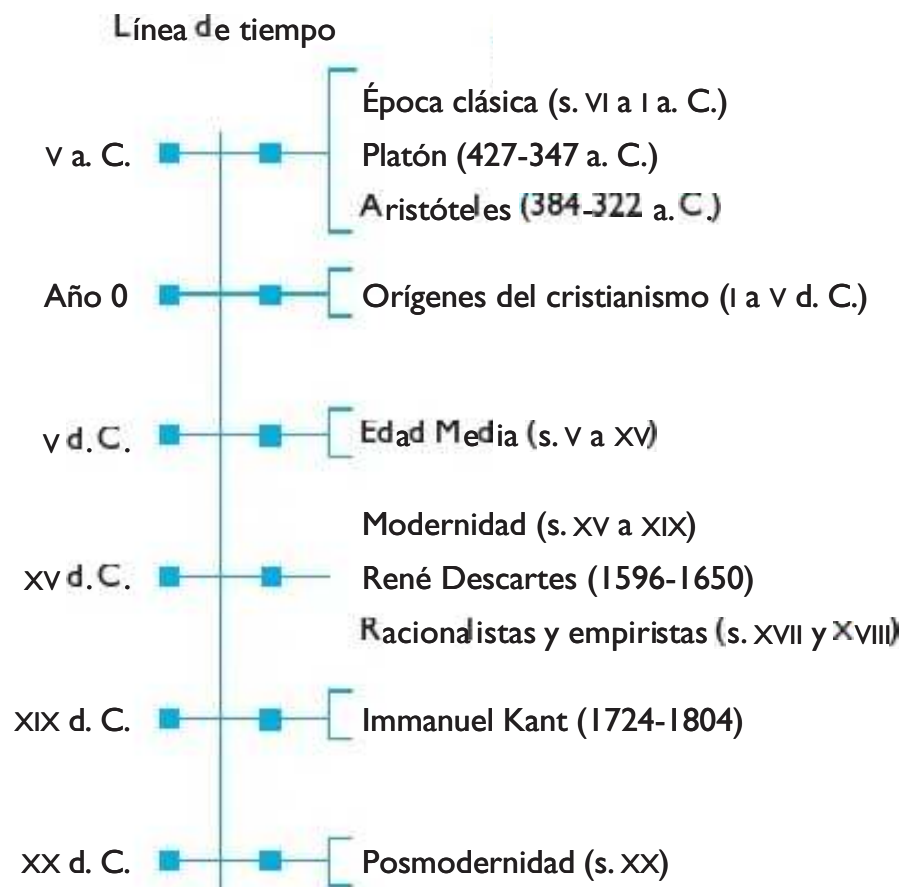 Línea de tiempo
Época clásica (s. VI a I a. C.)
V a. C.
Platón (427-347 a. C.)
Aristóteles (384-322 a. C.)
Año 0
Orígenes del cristianismo (I a V d. C.)
V d. C.
Edad Media (s. V a XV)
Modernidad (s. XV a XIX)
XV d. C.
René Descartes (1596-1650)
Racionalistas y empiristas (s. XVII y XVIII)
XIX d. C.
Immanuel Kant (1724-1804)
XX d. C.
Posmodernidad (s. XX)